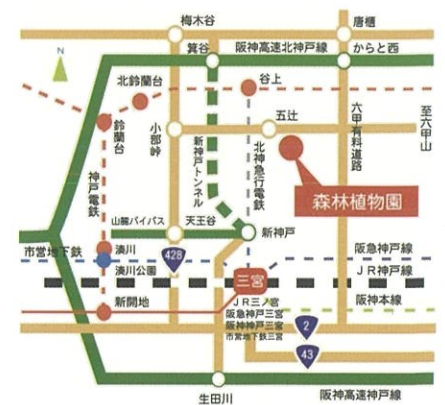 梅木谷
唐櫃
N
箕谷
阪神高速北神戸線
からと西
北鈴蘭台
谷上
鈴蘭台
小部峠
五辻
六甲有料道路
至六甲山
神戸電鉄
新神戸トンネル
北神急行電鉄
森林植物園
山麓バイパス
天王谷
新神戸
市営地下鉄
湊川
428
阪急神戸線
湊川公園
三宮
JR神戸線
新開地
JR三ノ宮
阪急神戸三宮
阪神神戸三宮
市営地下鉄三宮
阪神本線
2
43
生田川
阪神高速神戸線